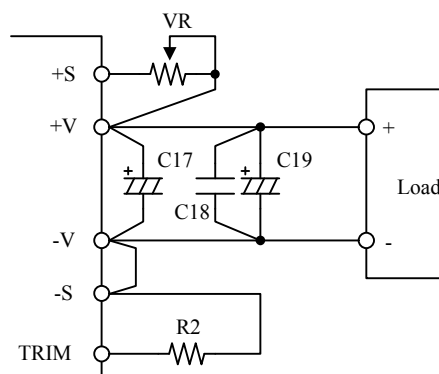 VR
+S
+V
+
C17
+
C19
+
C18
Load
-V
-
-S
R2
TRIM